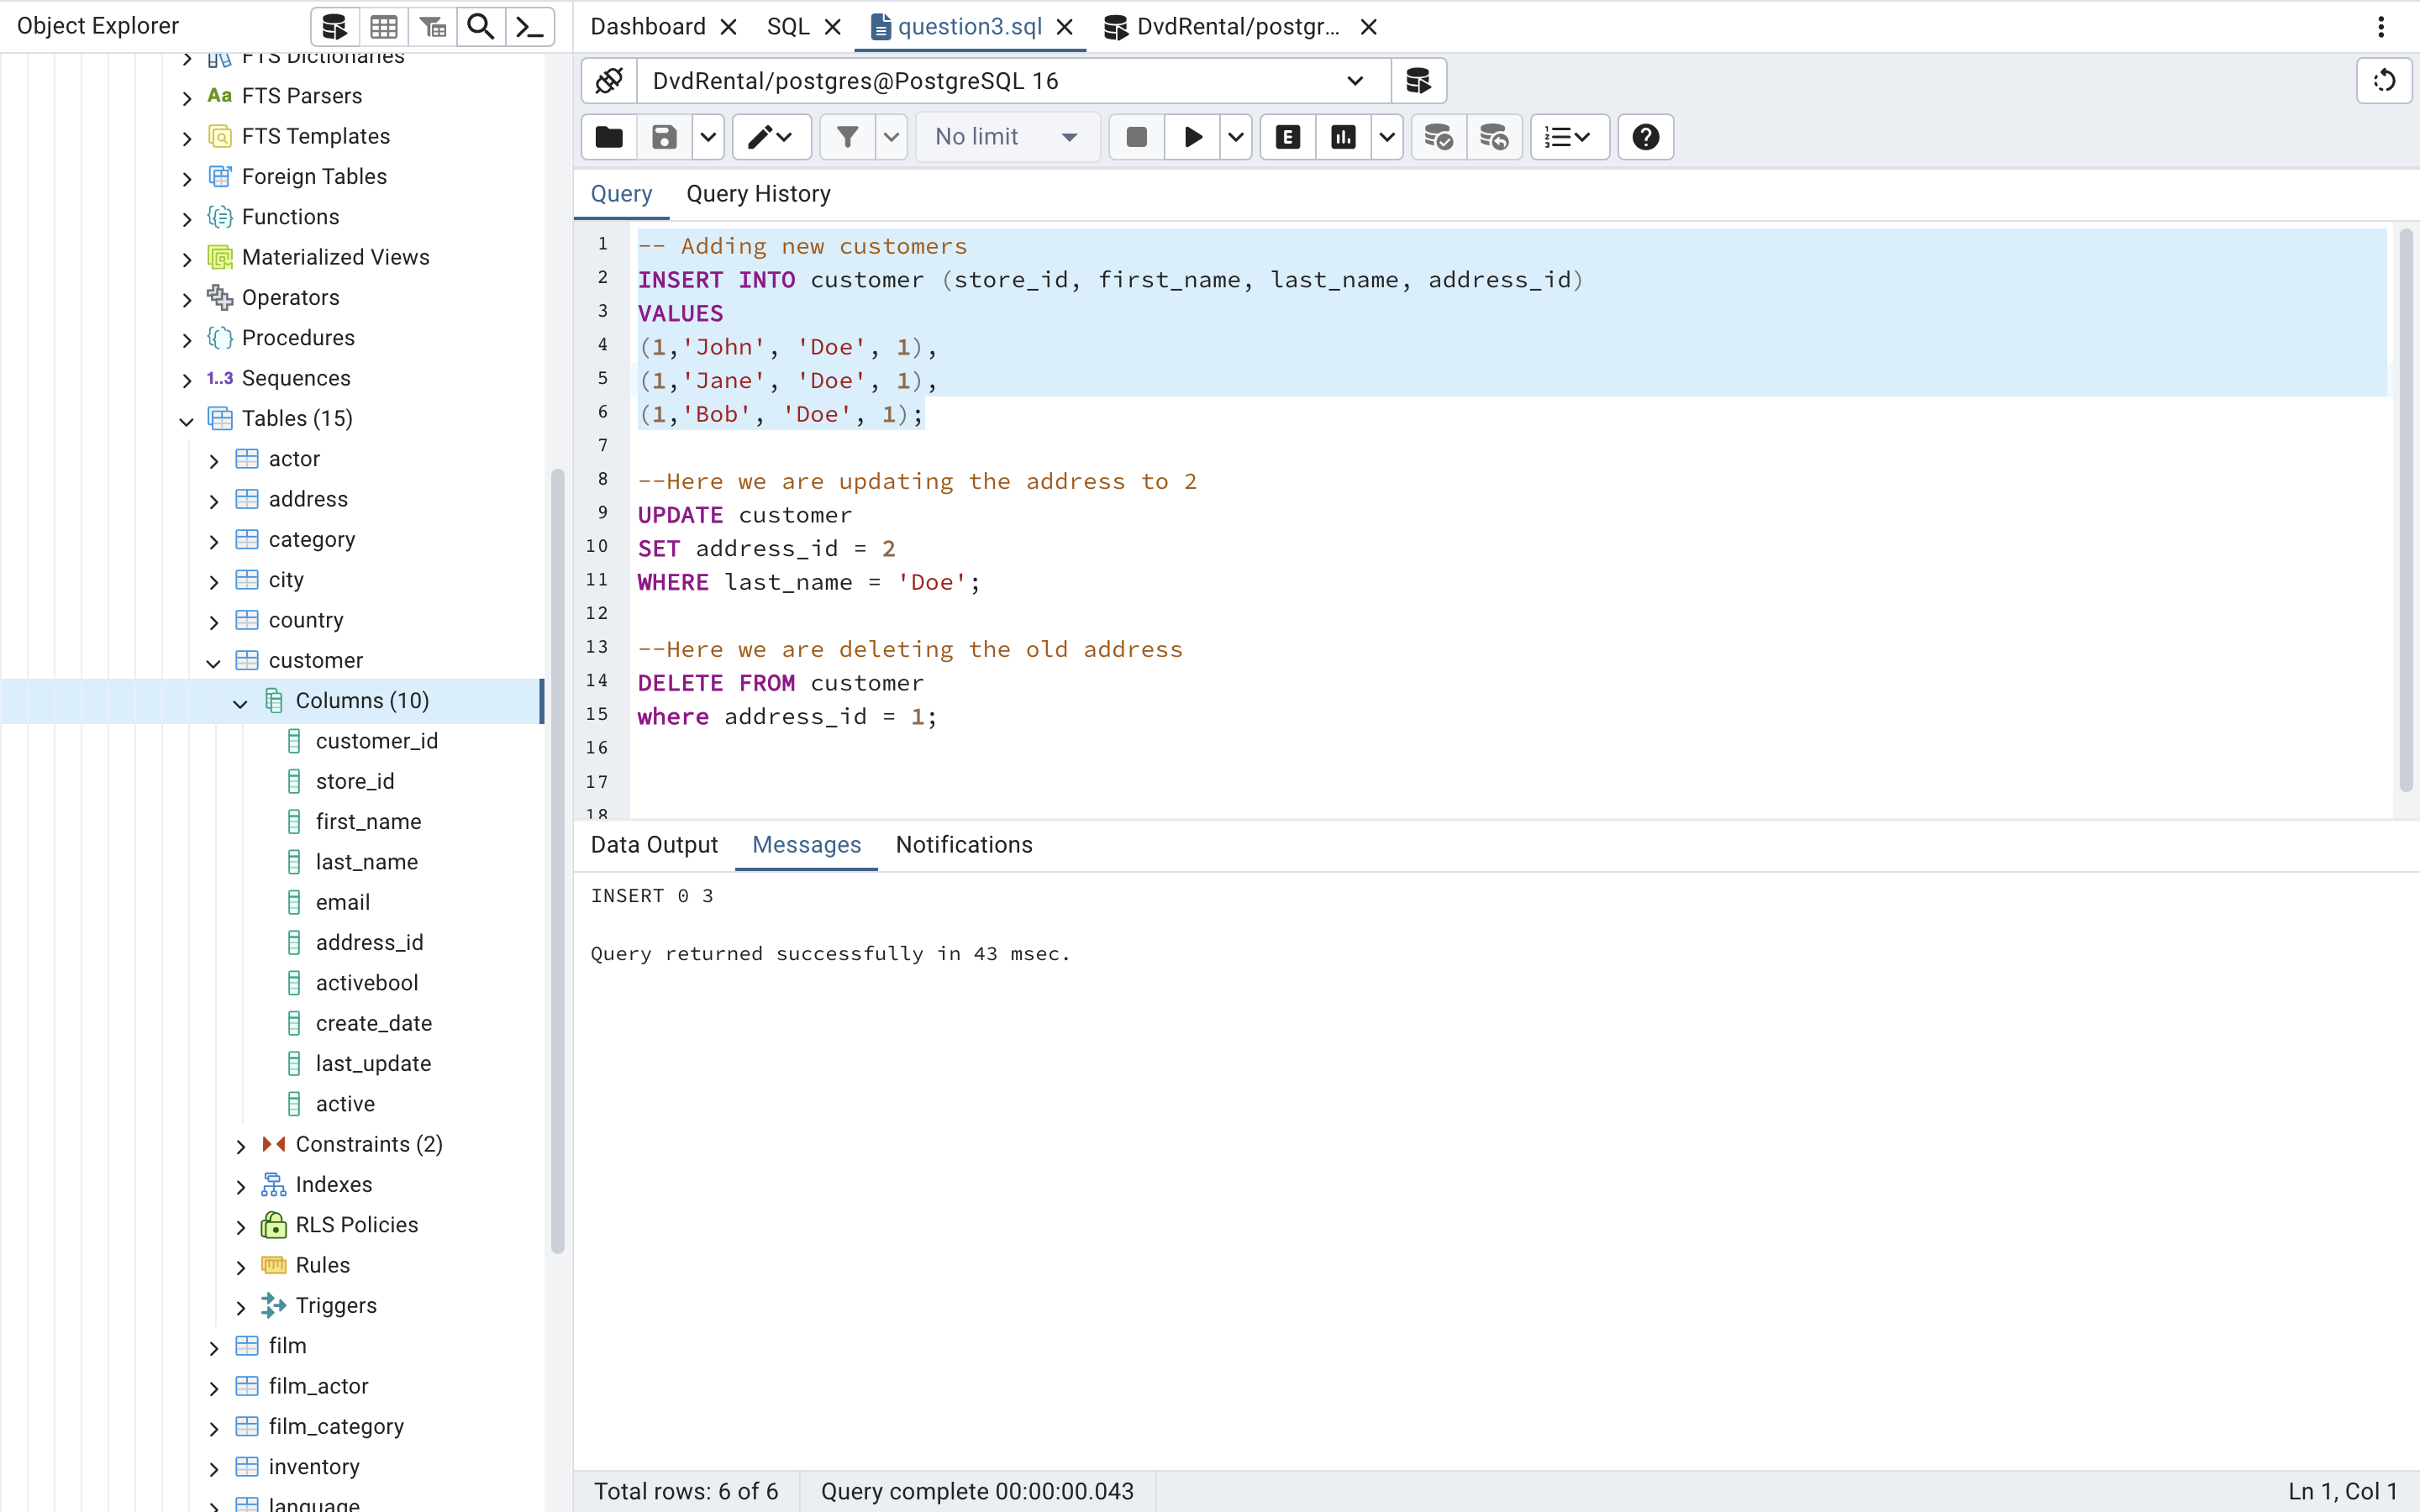 Object Explorer
FTS Dictionaries
Aa FTS Parsers
FTS Templates
Foreign Tables
Functions
Materialized Views
Operators
Procedures
1..3 Sequences
Tables (15)
actor
address
category
city
country
customer
Columns (10)
customer_id
store_id
first_name
last_name
email
address_id
activebool
create_date
last_update
active
Constraints (2)
Indexes
RLS Policies
Rules
Triggers
film
film_actor
film_category
inventory
language
Dashboard SQL question3.sql DvdRental/postgr...
DvdRental/postgres@PostgreSQL 16
No limit E
Query Query History
1 -- Adding new customers
2 INSERT INTO customer (store_id, first_name, last_name, address_id)
3 VALUES
4 (1,'John', 'Doe', 1),
5 (1,'Jane', 'Doe', 1),
6 (1,'Bob', 'Doe', 1);
7
8 --Here we are updating the address to 2
9 UPDATE customer
10 SET address_id = 2
11 WHERE last_name = 'Doe';
12
13 --Here we are deleting the old address
14 DELETE FROM customer
15 where address_id = 1;
16
17
18
Data Output Messages Notifications
INSERT 0 3
Query returned successfully in 43 msec.
Total rows: 6 of 6 Query complete 00:00:00.043 Ln 1, Col 1